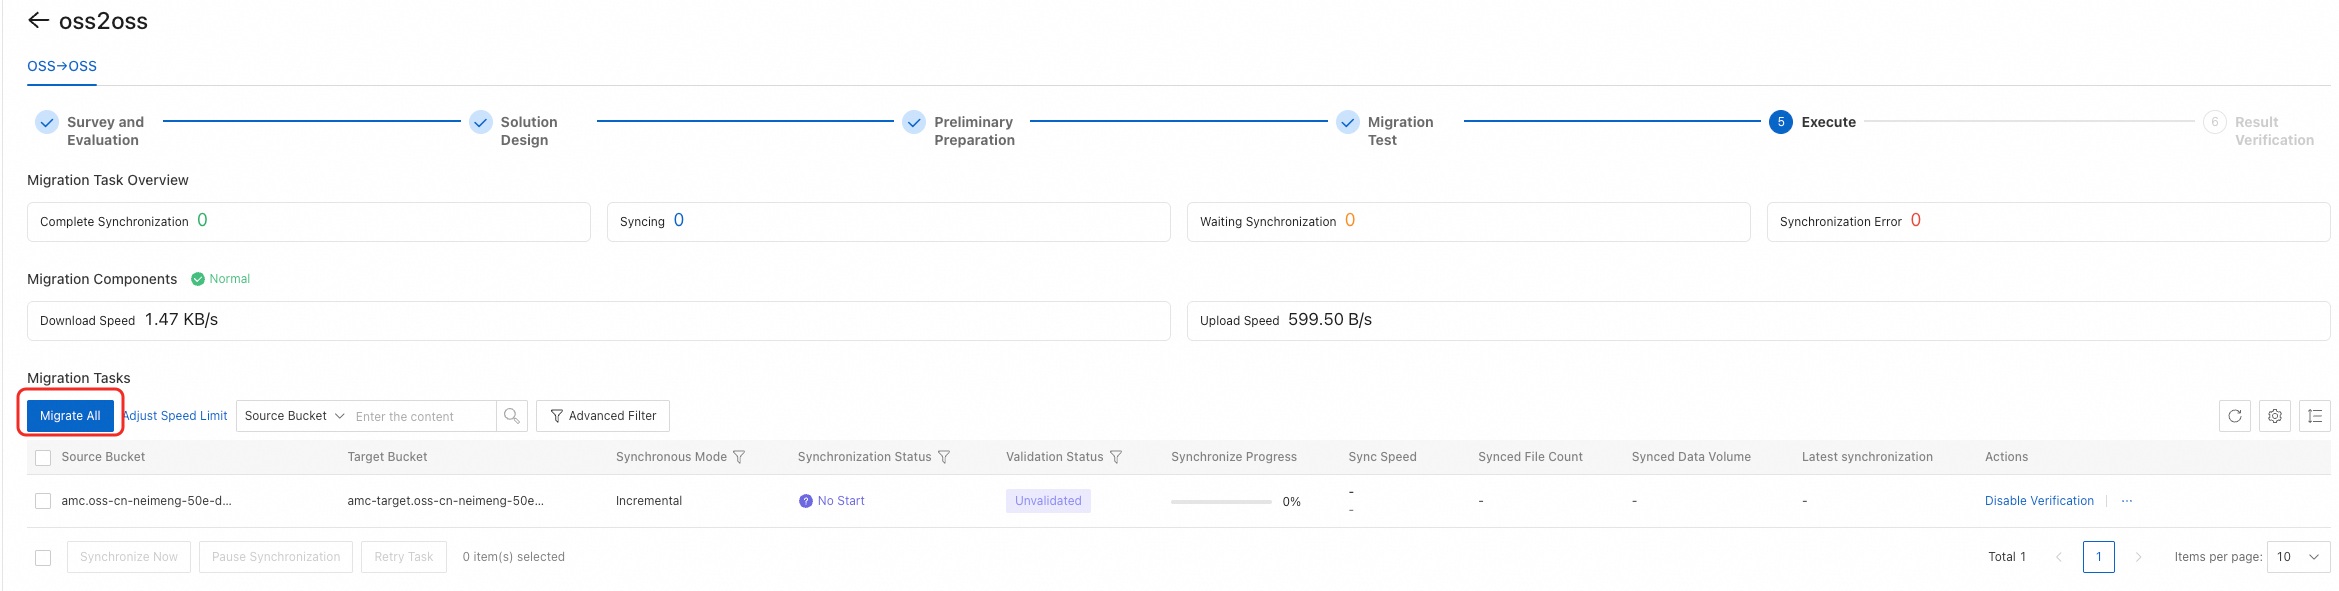 oss2oss
OSS→OSS
Survey and
Evaluation
Solution
Design
Preliminary
Preparation
Migration
Test
5 Execute
6 Result
Verification
Migration Task Overview
Complete Synchronization 0
Syncing 0
Waiting Synchronization 0
Synchronization Error 0
Migration Components Normal
Download Speed 1.47 KB/s
Upload Speed 599.50 B/s
Migration Tasks
Migrate All Adjust Speed Limit Source Bucket Enter the content Advanced Filter
Source Bucket Target Bucket Synchronous Mode Synchronization Status Validation Status Synchronize Progress Sync Speed Synced File Count Synced Data Volume Latest synchronization Actions
amc.oss-cn-neimeng-50e-d... amc-target.oss-cn-neimeng-50e... Incremental ? No Start Unvalidated 0% - - - - - Disable Verification ...
Synchronize Now Pause Synchronization Retry Task 0 item(s) selected Total 1 < 1 > Items per page: 10